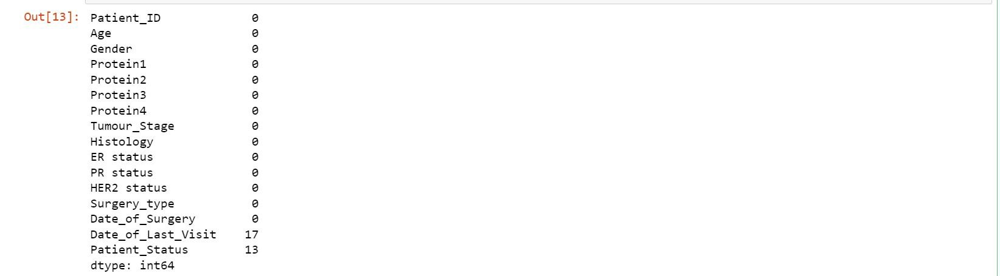 Out[13]: Patient_ID 0
Age 0
Gender 0
Protein1 0
Protein2 0
Protein3 0
Protein4 0
Tumour_Stage 0
Histology 0
ER status 0
PR status 0
HER2 status 0
Surgery_type 0
Date_of_Surgery 0
Date_of_Last_Visit 17
Patient_Status 13
dtype: int64